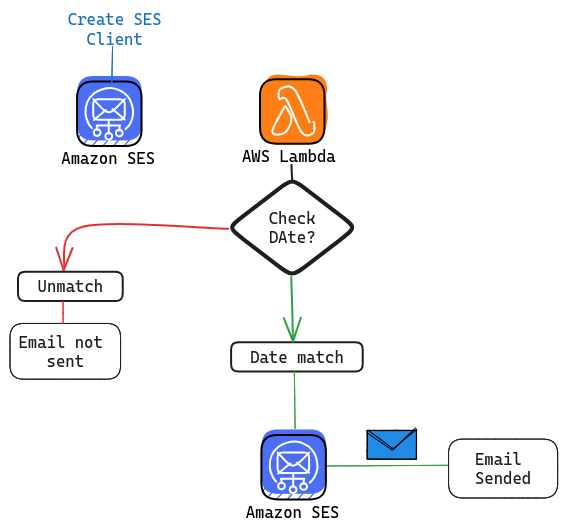 Create SES
Client
Amazon SES
AWS Lambda
Check
DAte?
Unmatch
Email not
sent
Date match
Amazon SES
Email
Sended